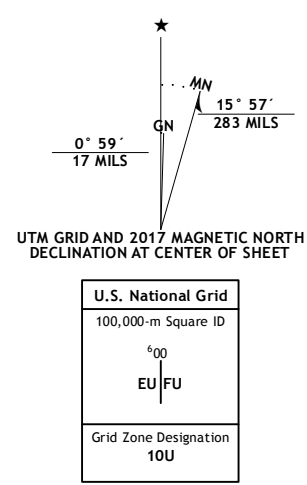 ★
MN
15° 57´
283 MILS
GN
0° 59´
17 MILS
UTM GRID AND 2017 MAGNETIC NORTH
DECLINATION AT CENTER OF SHEET
U.S. National Grid
100,000-m Square ID
⁶00
EU FU
Grid Zone Designation
10U